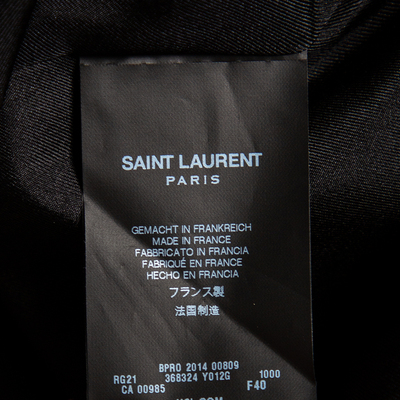 SAINT LAURENT
PARIS
GEMACHT IN FRANKREICH
MADE IN FRANCE
FABBRICATO IN FRANCIA
FABRIQUÉ EN FRANCE
HECHO EN FRANCIA
フランス製
法国制造
BPRO 2014 00809
RG21 368324 Y012G 1000
CA 00985 F40